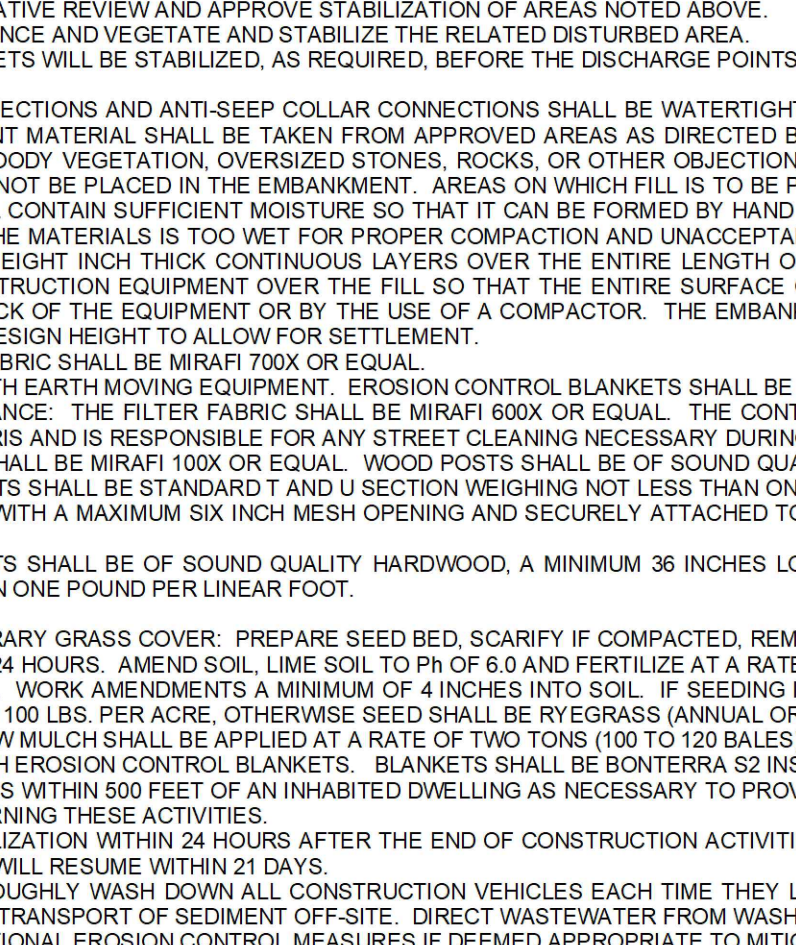 ATIVE REVIEW AND APPROVE STABILIZATION OF AREAS NOTED ABOVE.
NCE AND VEGETATE AND STABILIZE THE RELATED DISTURBED AREA.
ETS WILL BE STABILIZED, AS REQUIRED, BEFORE THE DISCHARGE POINTS
ECTIONS AND ANTI-SEEP COLLAR CONNECTIONS SHALL BE WATERTIGHT
NT MATERIAL SHALL BE TAKEN FROM APPROVED AREAS AS DIRECTED B
OODY VEGETATION, OVERSIZED STONES, ROCKS, OR OTHER OBJECTION
NOT BE PLACED IN THE EMBANKMENT. AREAS ON WHICH FILL IS TO BE P
CONTAIN SUFFICIENT MOISTURE SO THAT IT CAN BE FORMED BY HAND
HE MATERIALS IS TOO WET FOR PROPER COMPACTION AND UNACCEPTA
EIGHT INCH THICK CONTINUOUS LAYERS OVER THE ENTIRE LENGTH O
TRUCTION EQUIPMENT OVER THE FILL SO THAT THE ENTIRE SURFACE
CK OF THE EQUIPMENT OR BY THE USE OF A COMPACTOR. THE EMBAN
ESIGN HEIGHT TO ALLOW FOR SETTLEMENT.
ABRIC SHALL BE MIRAFI 700X OR EQUAL.
TH EARTH MOVING EQUIPMENT. EROSION CONTROL BLANKETS SHALL BE
ANCE: THE FILTER FABRIC SHALL BE MIRAFI 600X OR EQUAL. THE CONT
RIS AND IS RESPONSIBLE FOR ANY STREET CLEANING NECESSARY DURIN
HALL BE MIRAFI 100X OR EQUAL. WOOD POSTS SHALL BE OF SOUND QUA
TS SHALL BE STANDARD T AND U SECTION WEIGHING NOT LESS THAN ON
WITH A MAXIMUM SIX INCH MESH OPENING AND SECURELY ATTACHED TO
TS SHALL BE OF SOUND QUALITY HARDWOOD, A MINIMUM 36 INCHES LO
N ONE POUND PER LINEAR FOOT.
RARY GRASS COVER: PREPARE SEED BED, SCARIFY IF COMPACTED, REM
24 HOURS. AMEND SOIL, LIME SOIL TO Ph OF 6.0 AND FERTILIZE AT A RATE
WORK AMENDMENTS A MINIMUM OF 4 INCHES INTO SOIL. IF SEEDING
100 LBS. PER ACRE, OTHERWISE SEED SHALL BE RYEGRASS (ANNUAL OR
W MULCH SHALL BE APPLIED AT A RATE OF TWO TONS (100 TO 120 BALES
H EROSION CONTROL BLANKETS. BLANKETS SHALL BE BONTERRA S2 INS
S WITHIN 500 FEET OF AN INHABITED DWELLING AS NECESSARY TO PROV
RNING THESE ACTIVITIES.
LIZATION WITHIN 24 HOURS AFTER THE END OF CONSTRUCTION ACTIVITI
WILL RESUME WITHIN 21 DAYS.
OUGHLY WASH DOWN ALL CONSTRUCTION VEHICLES EACH TIME THEY L
TRANSPORT OF SEDIMENT OFF-SITE. DIRECT WASTEWATER FROM WASH
IONAL EROSION CONTROL MEASURES IF DEEMED APPROPRIATE TO MITIG